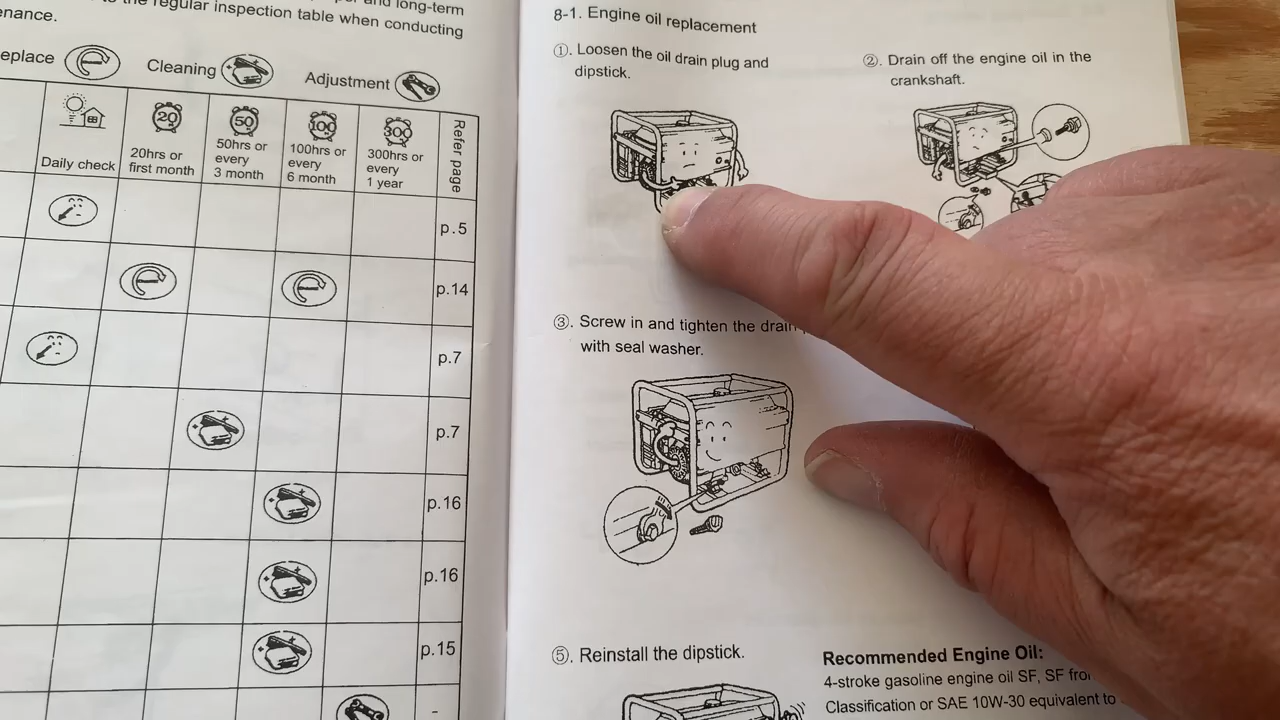 long-term
regular inspection table when conducting
Cleaning
Adjustment
Daily check
20
20hrs or
first month
50
50hrs or
every
3 month
100
100hrs or
every
6 month
300
300hrs or
every
1 year
Refer page
p.5
p.14
p.7
p.7
p.16
p.16
p.15
-
8-1. Engine oil replacement
①. Loosen the oil drain plug and
dipstick.
②. Drain off the engine oil in the
crankshaft.
③. Screw in and tighten the drain
with seal washer.
⑤. Reinstall the dipstick.
Recommended Engine Oil:
4-stroke gasoline engine oil SF, SF
Classification or SAE 10W-30 equivalent to